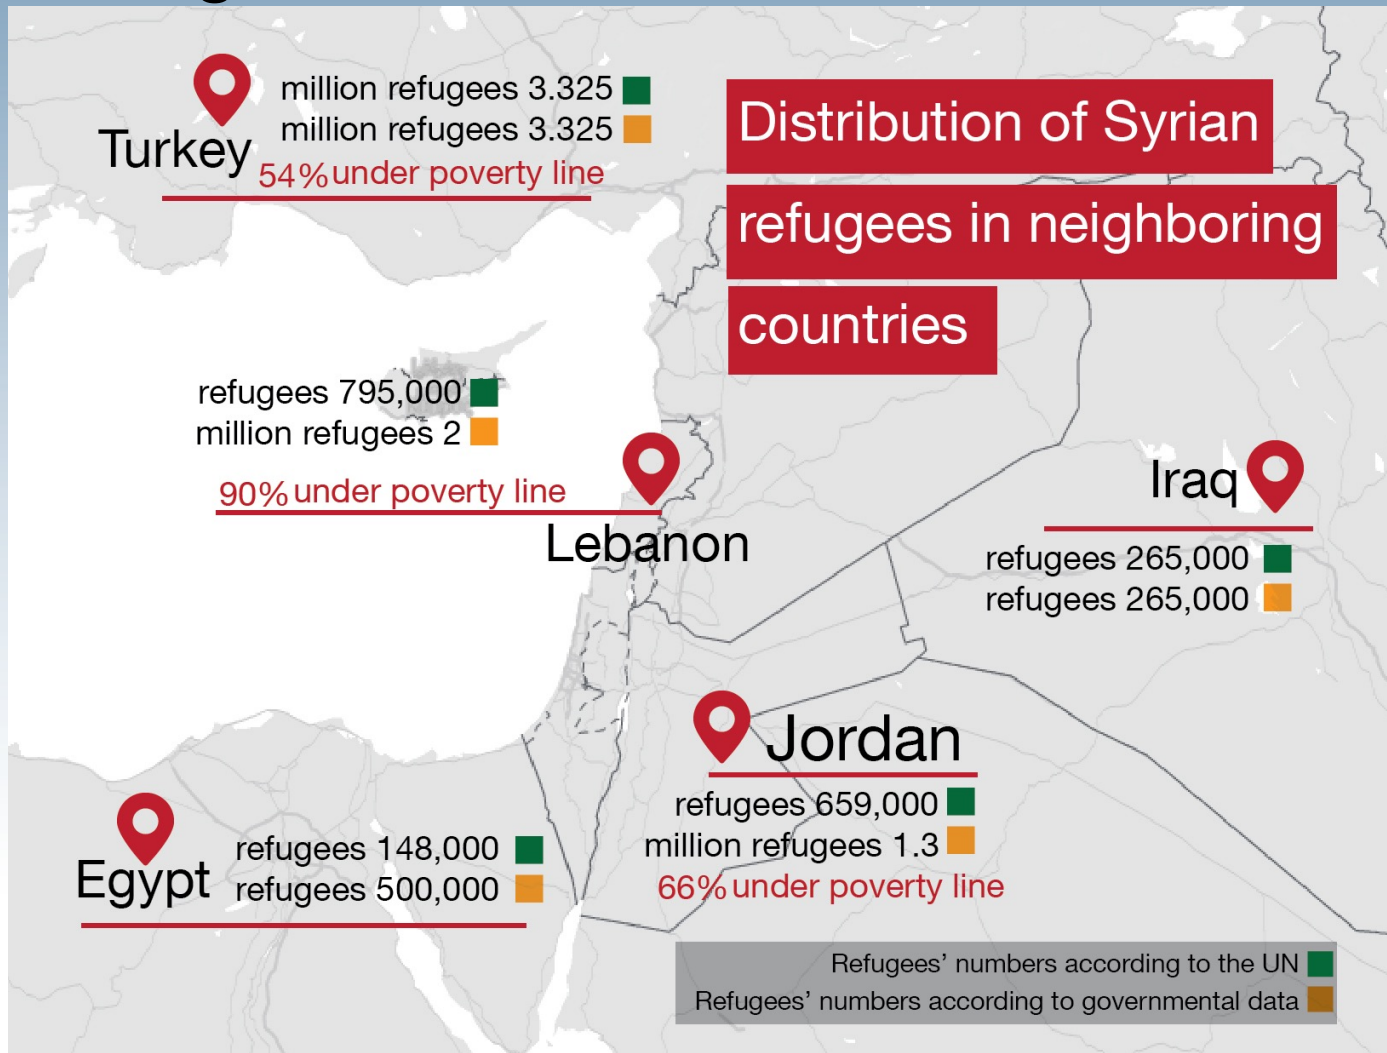 million refugees 3.325
million refugees 3.325
Turkey
54% under poverty line
Distribution of Syrian
refugees in neighboring
countries
refugees 795,000
million refugees 2
90% under poverty line
Lebanon
Iraq
refugees 265,000
refugees 265,000
Jordan
refugees 659,000
million refugees 1.3
66% under poverty line
Egypt
refugees 148,000
refugees 500,000
Refugees’ numbers according to the UN
Refugees’ numbers according to governmental data